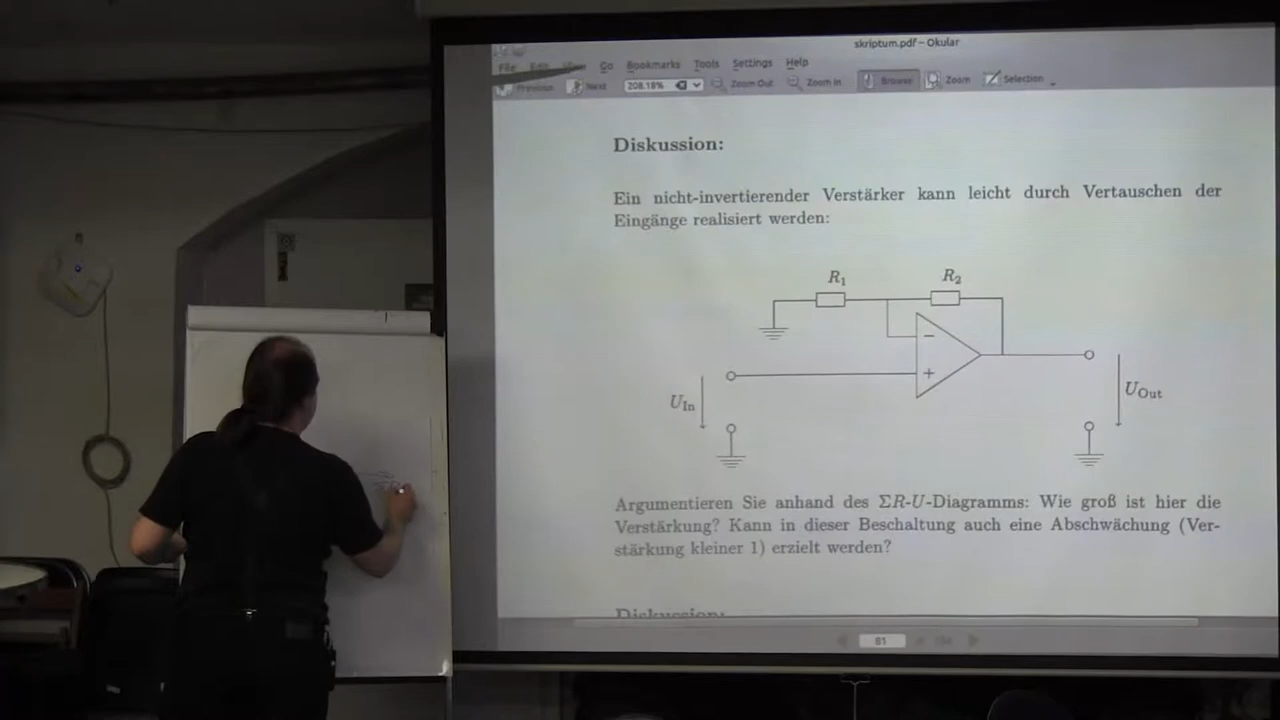 skriptum.pdf – Okular
File Edit View Go Bookmarks Tools Settings Help
Previous Next 208.18% Zoom Out Zoom In Browse Zoom Selection
Diskussion:
Ein nicht-invertierender Verstärker kann leicht durch Vertauschen der
Eingänge realisiert werden:
R1 R2
−
+
UIn
UOut
Argumentieren Sie anhand des ΣR-U-Diagramms: Wie groß ist hier die
Verstärkung? Kann in dieser Beschaltung auch eine Abschwächung (Ver-
stärkung kleiner 1) erzielt werden?
Diskussion:
81